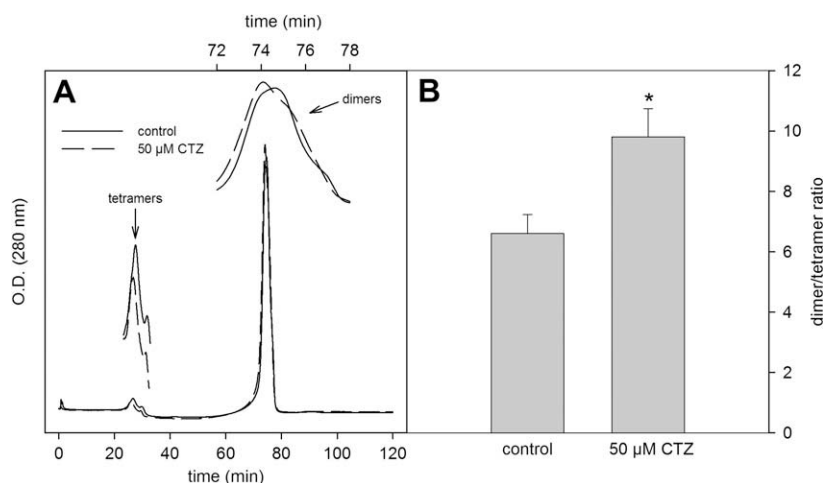 time (min)
72 74 76 78
A
dimers
control
50 µM CTZ
tetramers
O.D. (280 nm)
0 20 40 60 80 100 120
time (min)
B
*
12
10
8
6
4
2
0
dimer/tetramer ratio
control 50 µM CTZ